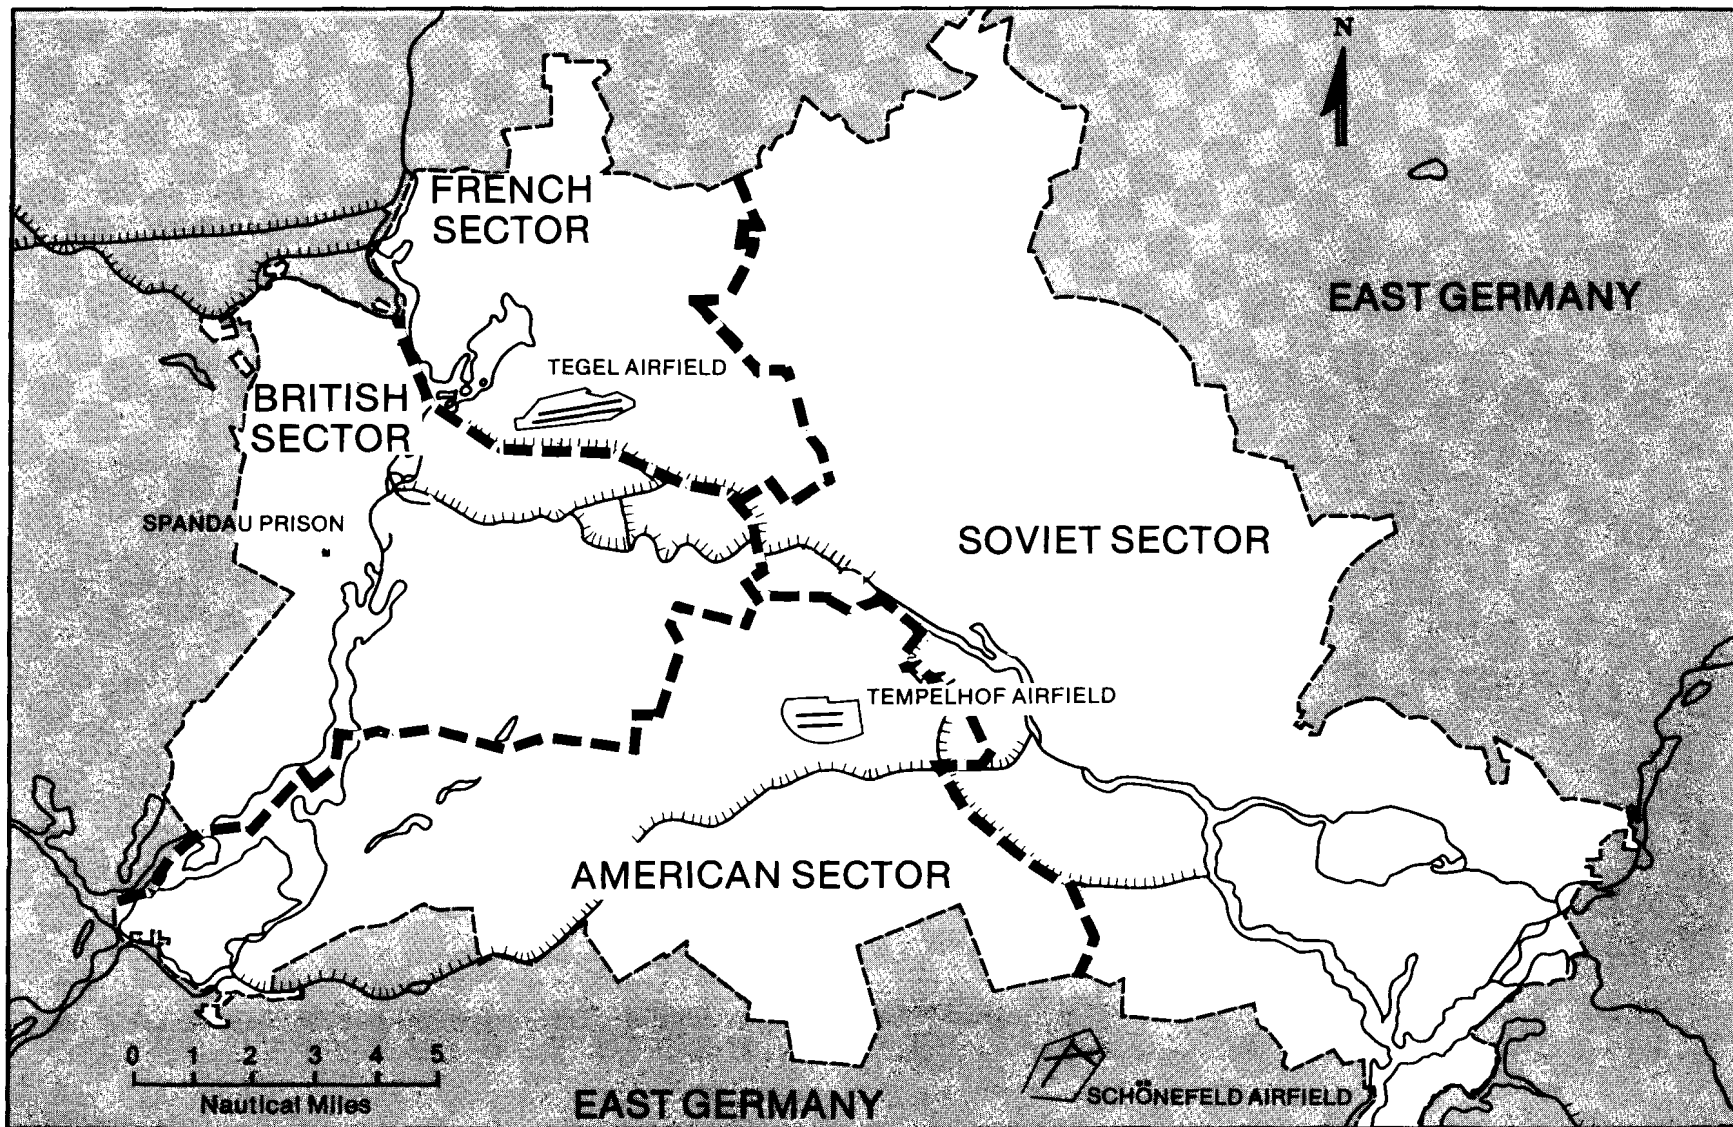 N
FRENCH
SECTOR
EAST GERMANY
TEGEL AIRFIELD
BRITISH
SECTOR
SPANDAU PRISON
SOVIET SECTOR
TEMPELHOF AIRFIELD
AMERICAN SECTOR
0 1 2 3 4 5
Nautical Miles
EAST GERMANY
SCHÖNEFELD AIRFIELD